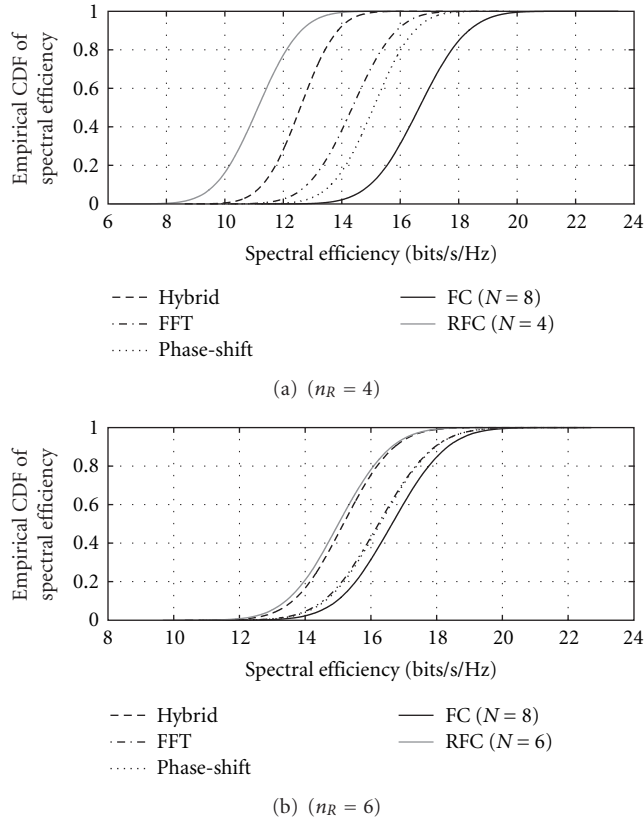 1
0.8
0.6
0.4
0.2
0
Empirical CDF of
spectral efficiency
6 8 10 12 14 16 18 20 22 24
Spectral efficiency (bits/s/Hz)
Hybrid
FFT
Phase-shift
FC (N = 8)
RFC (N = 4)
(a) (nR = 4)
1
0.8
0.6
0.4
0.2
0
Empirical CDF of
spectral efficiency
8 10 12 14 16 18 20 22 24
Spectral efficiency (bits/s/Hz)
Hybrid
FFT
Phase-shift
FC (N = 8)
RFC (N = 6)
(b) (nR = 6)